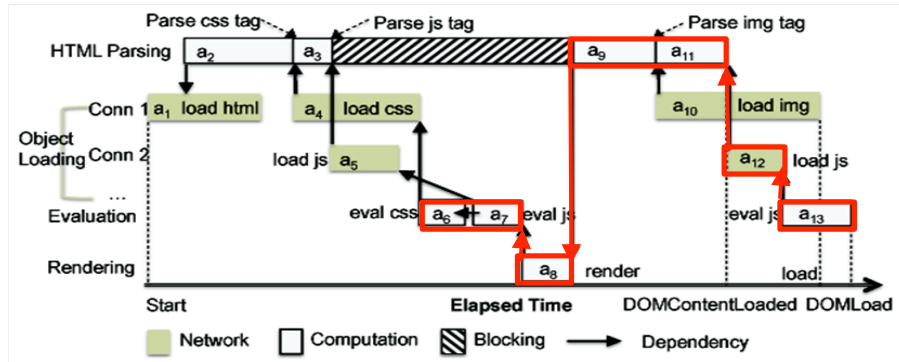 Parse css tag
Parse js tag
Parse img tag
HTML Parsing
a2
a3
a9
a11
Object
Loading
Conn 1
a1 load html
a4 load css
a10 load img
Conn 2
load js
a5
a12
load js
...
Evaluation
eval css
a6
a7
eval js
eval js
a13
Rendering
a8
render
load
Start
Elapsed Time
DOMContentLoaded
DOMLoad
Network
Computation
Blocking
Dependency